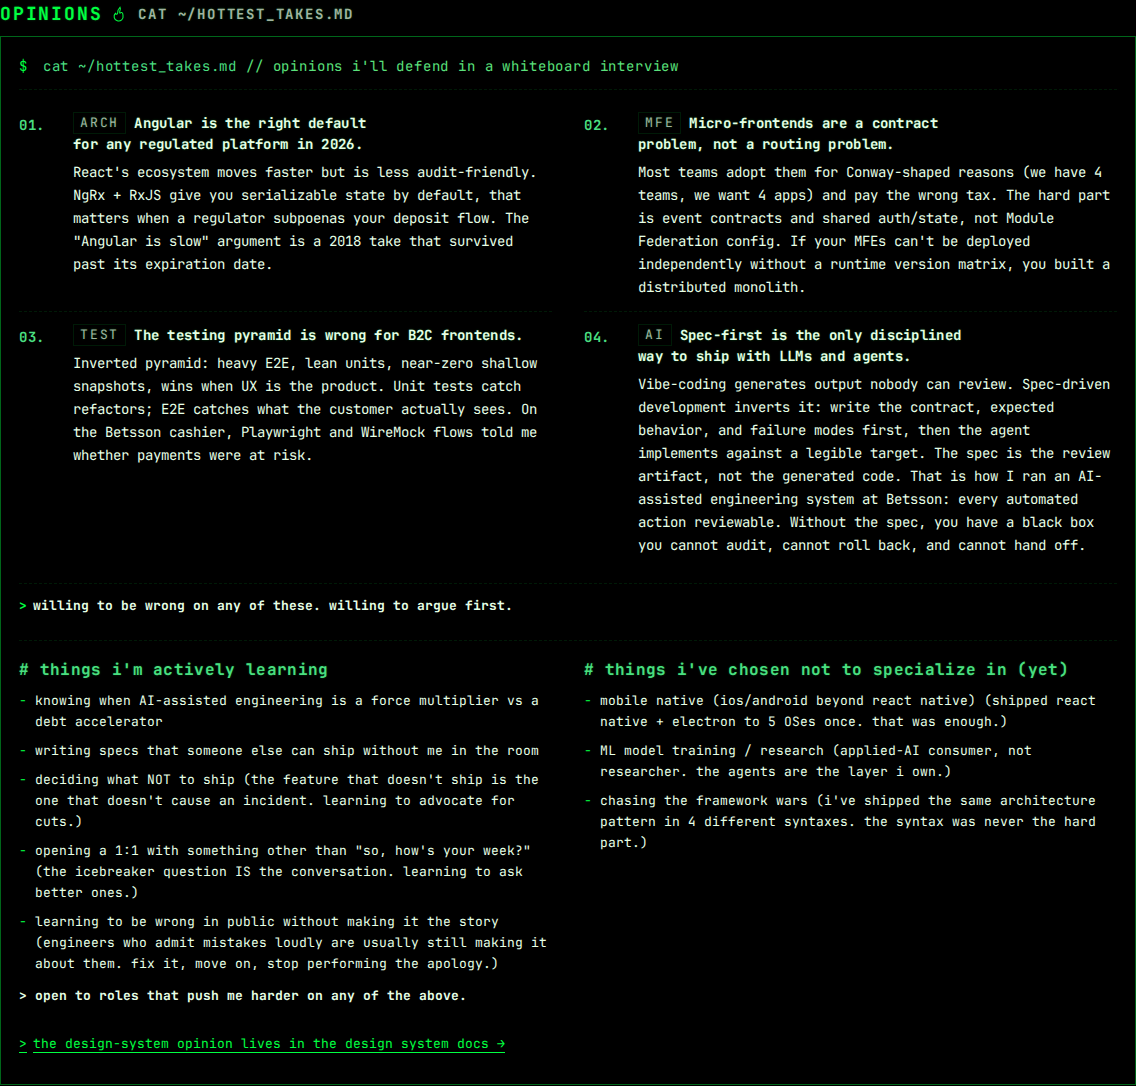 OPINIONS CAT ~/HOTTEST_TAKES.MD
$ cat ~/hottest_takes.md // opinions i'll defend in a whiteboard interview
01. ARCH Angular is the right default
for any regulated platform in 2026.
React's ecosystem moves faster but is less audit-friendly.
NgRx + RxJS give you serializable state by default, that
matters when a regulator subpoenas your deposit flow. The
"Angular is slow" argument is a 2018 take that survived
past its expiration date.
02. MFE Micro-frontends are a contract
problem, not a routing problem.
Most teams adopt them for Conway-shaped reasons (we have 4
teams, we want 4 apps) and pay the wrong tax. The hard part
is event contracts and shared auth/state, not Module
Federation config. If your MFEs can't be deployed
independently without a runtime version matrix, you built a
distributed monolith.
03. TEST The testing pyramid is wrong for B2C frontends.
Inverted pyramid: heavy E2E, lean units, near-zero shallow
snapshots, wins when UX is the product. Unit tests catch
refactors; E2E catches what the customer actually sees. On
the Betsson cashier, Playwright and WireMock flows told me
whether payments were at risk.
04. AI Spec-first is the only disciplined
way to ship with LLMs and agents.
Vibe-coding generates output nobody can review. Spec-driven
development inverts it: write the contract, expected
behavior, and failure modes first, then the agent
implements against a legible target. The spec is the review
artifact, not the generated code. That is how I ran an AI-
assisted engineering system at Betsson: every automated
action reviewable. Without the spec, you have a black box
you cannot audit, cannot roll back, and cannot hand off.
> willing to be wrong on any of these. willing to argue first.
# things i'm actively learning
- knowing when AI-assisted engineering is a force multiplier vs a
debt accelerator
- writing specs that someone else can ship without me in the room
- deciding what NOT to ship (the feature that doesn't ship is the
one that doesn't cause an incident. learning to advocate for
cuts.)
- opening a 1:1 with something other than "so, how's your week?"
(the icebreaker question IS the conversation. learning to ask
better ones.)
- learning to be wrong in public without making it the story
(engineers who admit mistakes loudly are usually still making it
about them. fix it, move on, stop performing the apology.)
> open to roles that push me harder on any of the above.
# things i've chosen not to specialize in (yet)
- mobile native (ios/android beyond react native) (shipped react
native + electron to 5 OSes once. that was enough.)
- ML model training / research (applied-AI consumer, not
researcher. the agents are the layer i own.)
- chasing the framework wars (i've shipped the same architecture
pattern in 4 different syntaxes. the syntax was never the hard
part.)
> the design-system opinion lives in the design system docs →